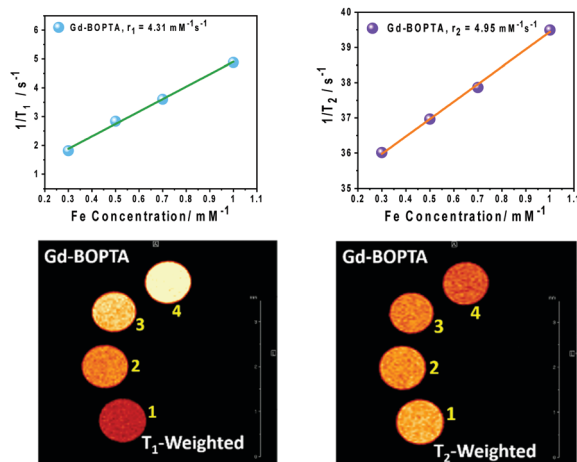 Gd-BOPTA, r1 = 4.31 mM-1s-1
1/T1 / s-1
6
5
4
3
2
1
0.2 0.3 0.4 0.5 0.6 0.7 0.8 0.9 1 1.1
Fe Concentration/ mM-1
Gd-BOPTA, r2 = 4.95 mM-1s-1
1/T2 / s-1
40
39
38
37
36
35
0.2 0.3 0.4 0.5 0.6 0.7 0.8 0.9 1 1.1
Fe Concentration/ mM-1
Gd-BOPTA
4
3
2
1
T1-Weighted
Gd-BOPTA
4
3
2
1
T2-Weighted